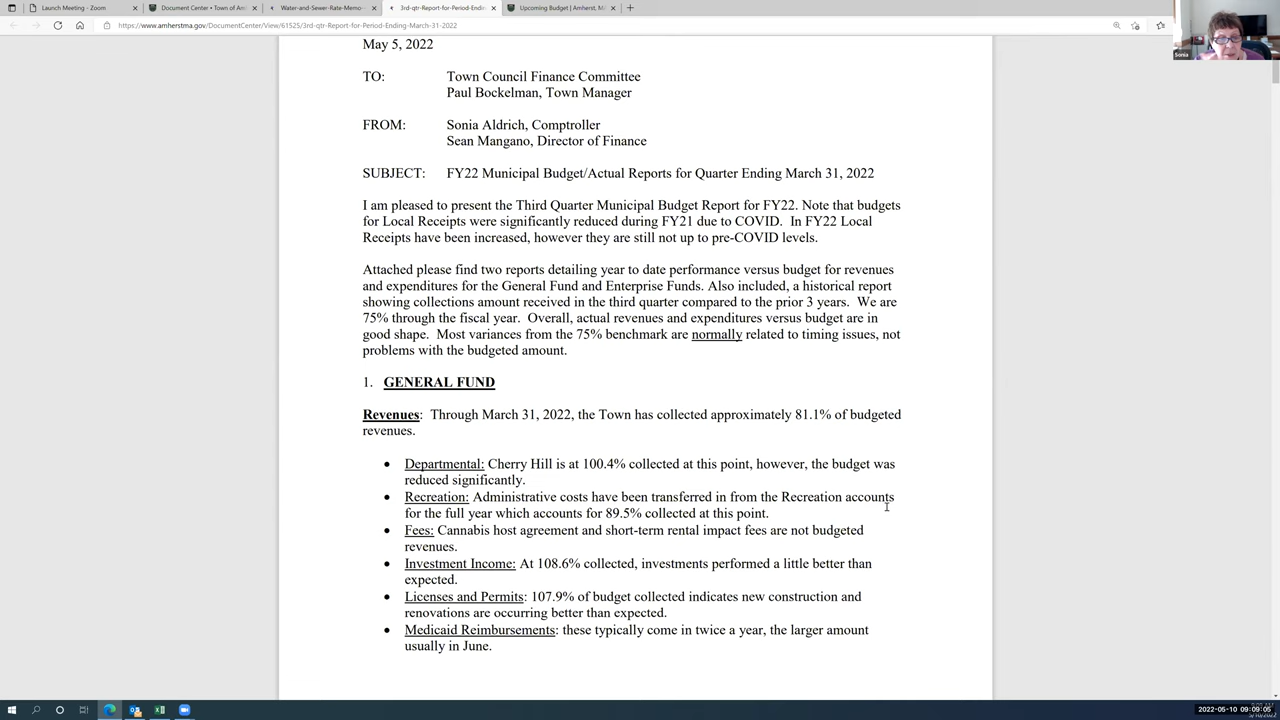 Launch Meeting - Zoom
Document Center • Town of Am
Water-and-Sewer-Rate-Memo-
3rd-qtr-Report-for-Period-Endin
Upcoming Budget | Amherst, M
https://www.amherstma.gov/DocumentCenter/View/61525/3rd-qtr-Report-for-Period-Ending-March-31-2022
Sonia
May 5, 2022
TO: Town Council Finance Committee
Paul Bockelman, Town Manager
FROM: Sonia Aldrich, Comptroller
Sean Mangano, Director of Finance
SUBJECT: FY22 Municipal Budget/Actual Reports for Quarter Ending March 31, 2022
I am pleased to present the Third Quarter Municipal Budget Report for FY22. Note that budgets
for Local Receipts were significantly reduced during FY21 due to COVID. In FY22 Local
Receipts have been increased, however they are still not up to pre-COVID levels.
Attached please find two reports detailing year to date performance versus budget for revenues
and expenditures for the General Fund and Enterprise Funds. Also included, a historical report
showing collections amount received in the third quarter compared to the prior 3 years. We are
75% through the fiscal year. Overall, actual revenues and expenditures versus budget are in
good shape. Most variances from the 75% benchmark are normally related to timing issues, not
problems with the budgeted amount.
1. GENERAL FUND
Revenues: Through March 31, 2022, the Town has collected approximately 81.1% of budgeted
revenues.
• Departmental: Cherry Hill is at 100.4% collected at this point, however, the budget was
reduced significantly.
• Recreation: Administrative costs have been transferred in from the Recreation accounts
for the full year which accounts for 89.5% collected at this point.
• Fees: Cannabis host agreement and short-term rental impact fees are not budgeted
revenues.
• Investment Income: At 108.6% collected, investments performed a little better than
expected.
• Licenses and Permits: 107.9% of budget collected indicates new construction and
renovations are occurring better than expected.
• Medicaid Reimbursements: these typically come in twice a year, the larger amount
usually in June.
2022-05-10 09:09:05